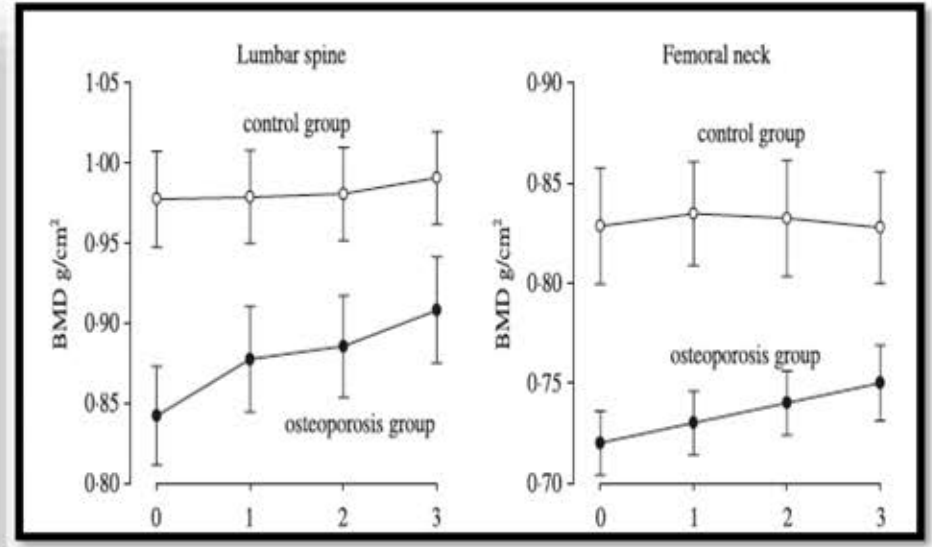 Lumbar spine
1·05
1·00
0·95
0·90
0·85
0·80
BMD g/cm²
control group
osteoporosis group
0 1 2 3
Femoral neck
0·90
0·85
0·80
0·75
0·70
BMD g/cm²
control group
osteoporosis group
0 1 2 3